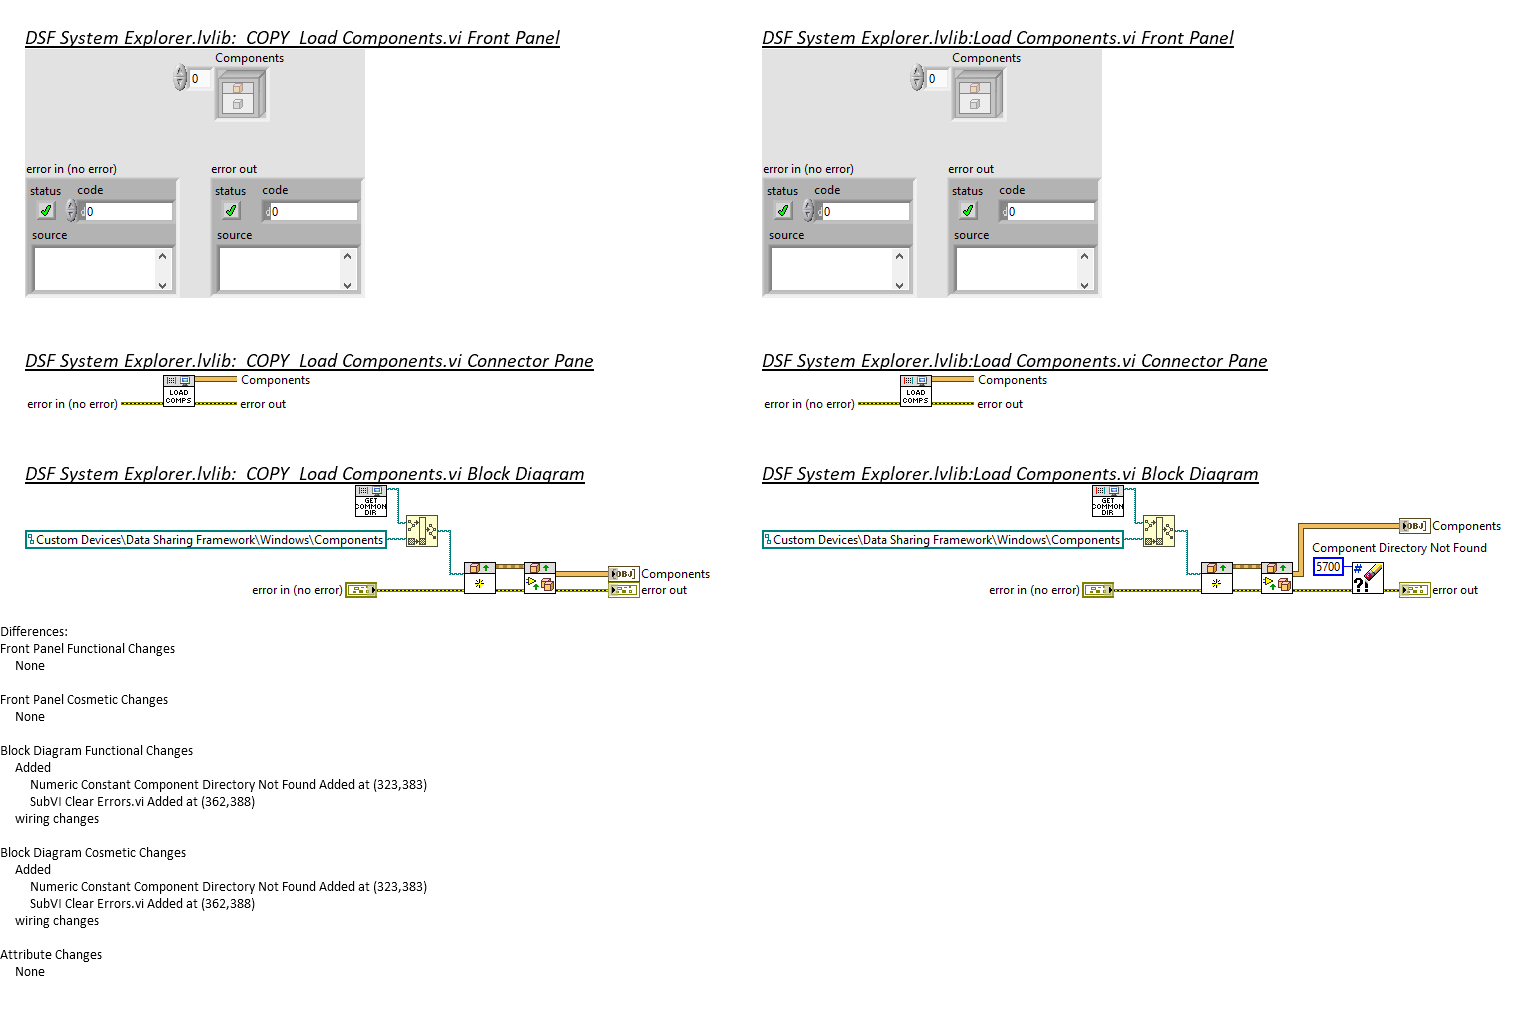 DSF System Explorer.lvlib:_COPY_Load Components.vi Front Panel
Components
0
error in (no error)
error out
status
code
status
code
d0
d0
source
source
DSF System Explorer.lvlib:Load Components.vi Front Panel
Components
0
error in (no error)
error out
status
code
status
code
d0
d0
source
source
DSF System Explorer.lvlib:_COPY_Load Components.vi Connector Pane
LOAD
COMPS
Components
error in (no error)
error out
DSF System Explorer.lvlib:Load Components.vi Connector Pane
LOAD
COMPS
Components
error in (no error)
error out
DSF System Explorer.lvlib:_COPY_Load Components.vi Block Diagram
GET
COMMON
DIR
Custom Devices\Data Sharing Framework\Windows\Components
OBJ
Components
error in (no error)
error out
DSF System Explorer.lvlib:Load Components.vi Block Diagram
GET
COMMON
DIR
Custom Devices\Data Sharing Framework\Windows\Components
OBJ
Components
Component Directory Not Found
5700
#
?!
error in (no error)
error out
Differences:
Front Panel Functional Changes
None
Front Panel Cosmetic Changes
None
Block Diagram Functional Changes
Added
Numeric Constant Component Directory Not Found Added at (323,383)
SubVI Clear Errors.vi Added at (362,388)
wiring changes
Block Diagram Cosmetic Changes
Added
Numeric Constant Component Directory Not Found Added at (323,383)
SubVI Clear Errors.vi Added at (362,388)
wiring changes
Attribute Changes
None